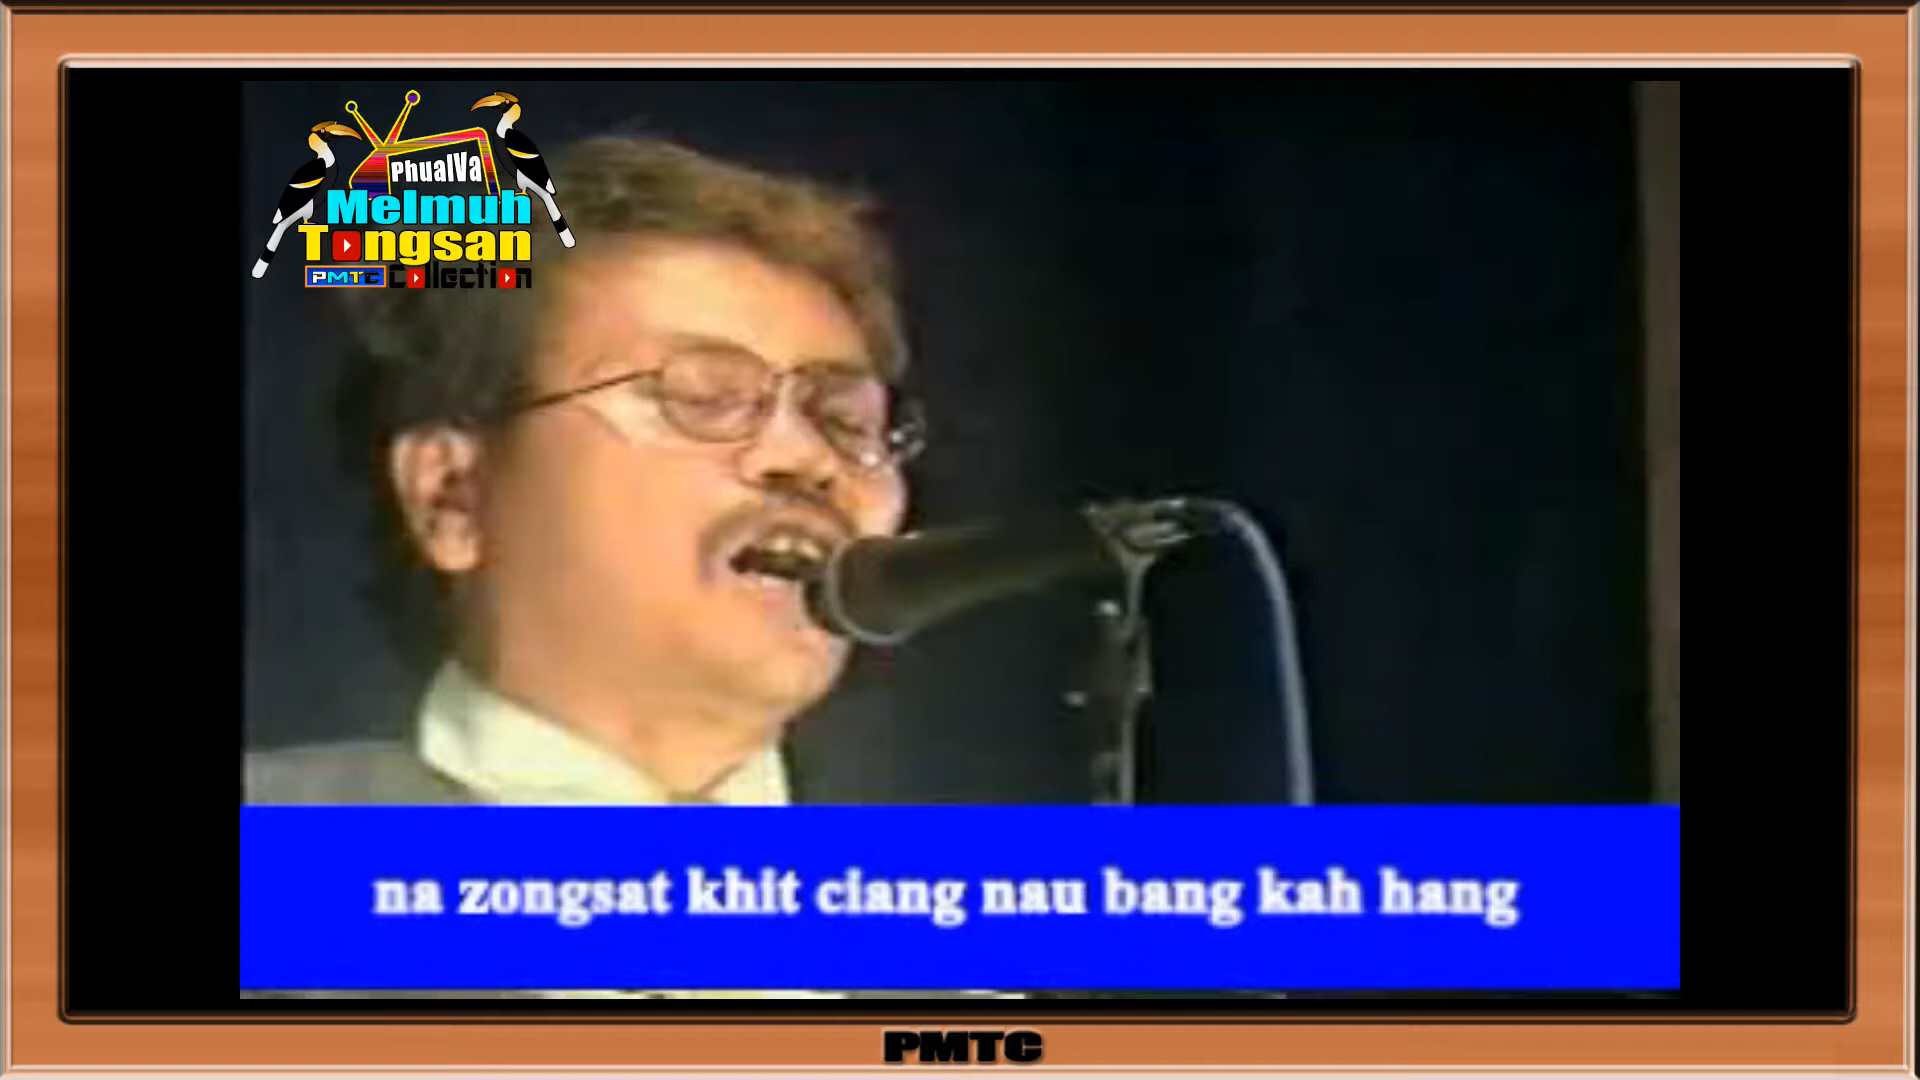 PhualVa
Melmuh
Tongsan
PMTC Collection
na zongsat khit ciang nau bang kah hang
PMTC